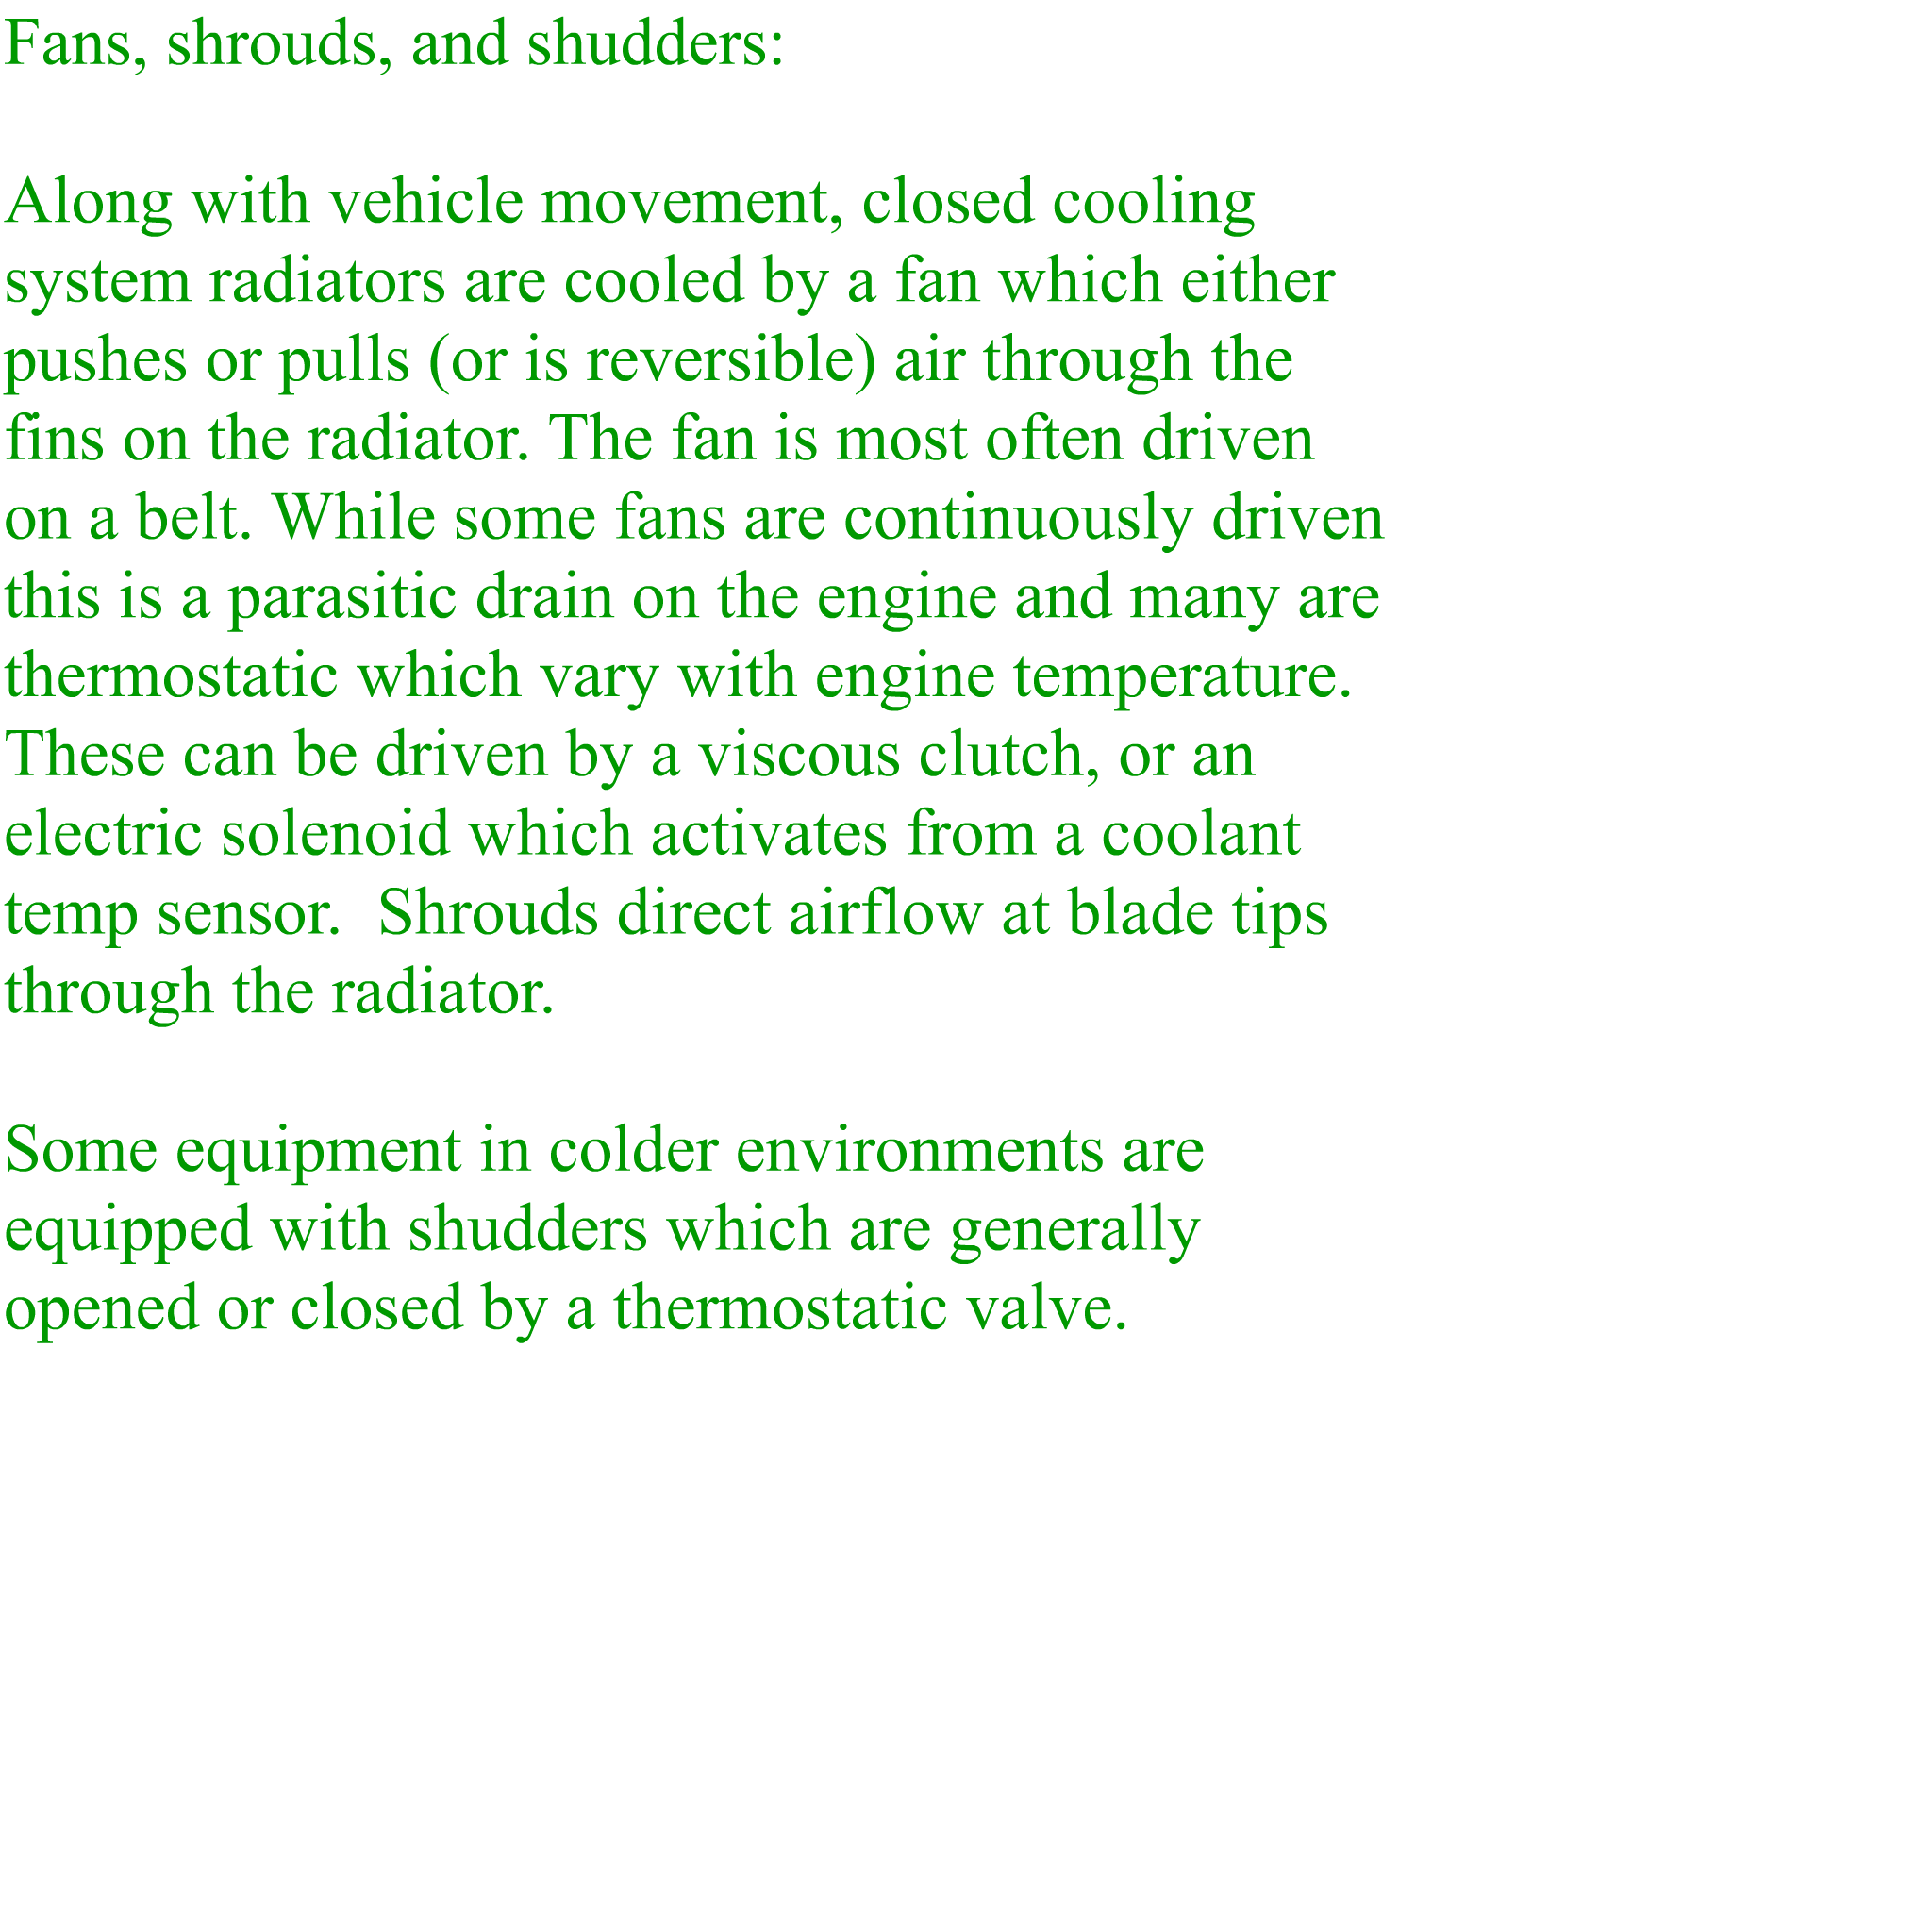 Fans, shrouds, and shudders:
Along with vehicle movement, closed cooling
system radiators are cooled by a fan which either
pushes or pulls (or is reversible) air through the
fins on the radiator. The fan is most often driven
on a belt. While some fans are continuously driven
this is a parasitic drain on the engine and many are
thermostatic which vary with engine temperature.
These can be driven by a viscous clutch, or an
electric solenoid which activates from a coolant
temp sensor.  Shrouds direct airflow at blade tips
through the radiator.
Some equipment in colder environments are
equipped with shudders which are generally
opened or closed by a thermostatic valve.